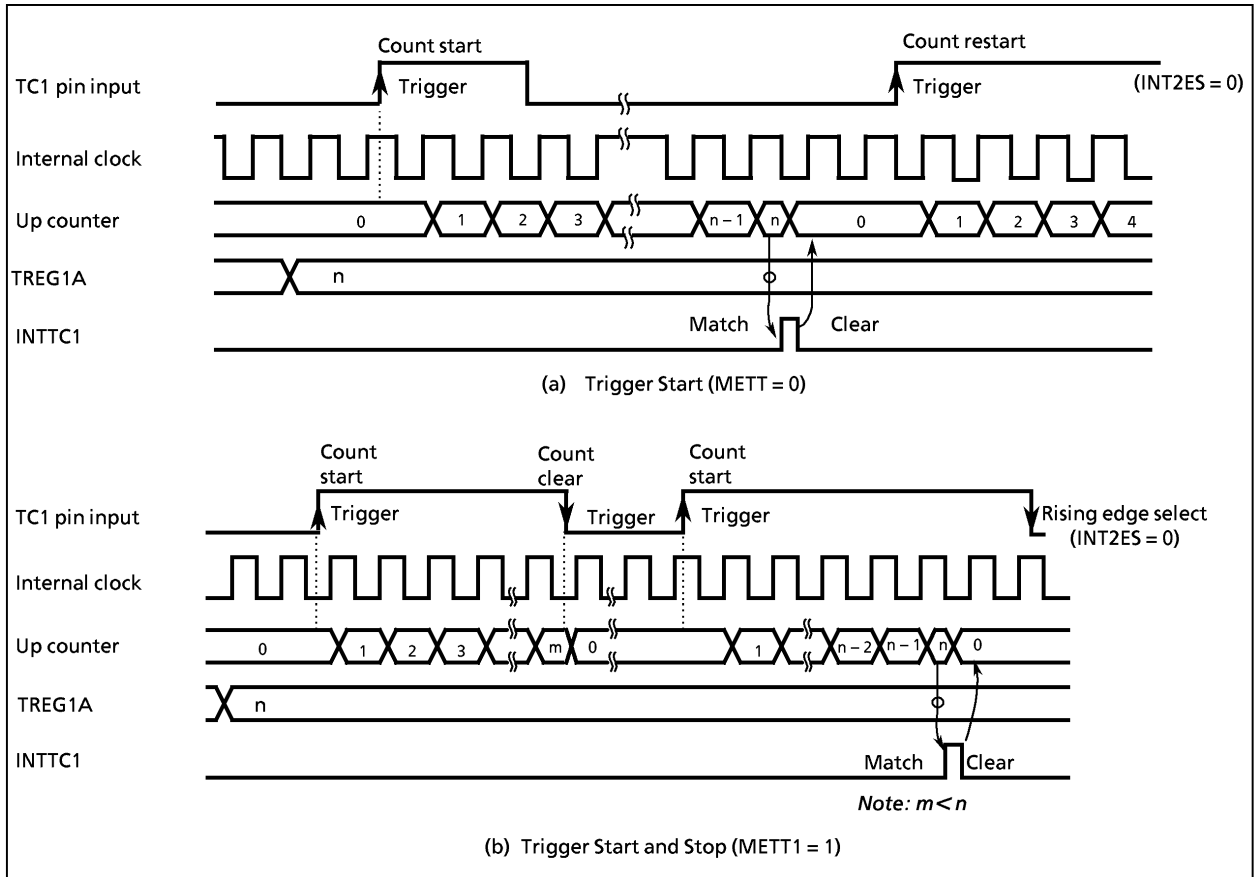 Count start
Count restart
TC1 pin input
Trigger
Trigger
(INT2ES = 0)
Internal clock
Up counter
0
1
2
3
n – 1
n
0
1
2
3
4
TREG1A
n
INTTC1
Match
Clear
(a) Trigger Start (METT = 0)
Count start
Count clear
Count start
TC1 pin input
Trigger
Trigger
Trigger
Rising edge select
(INT2ES = 0)
Internal clock
Up counter
0
1
2
3
m
0
1
n – 2
n – 1
n
0
TREG1A
n
INTTC1
Match
Clear
Note: m < n
(b) Trigger Start and Stop (METT1 = 1)